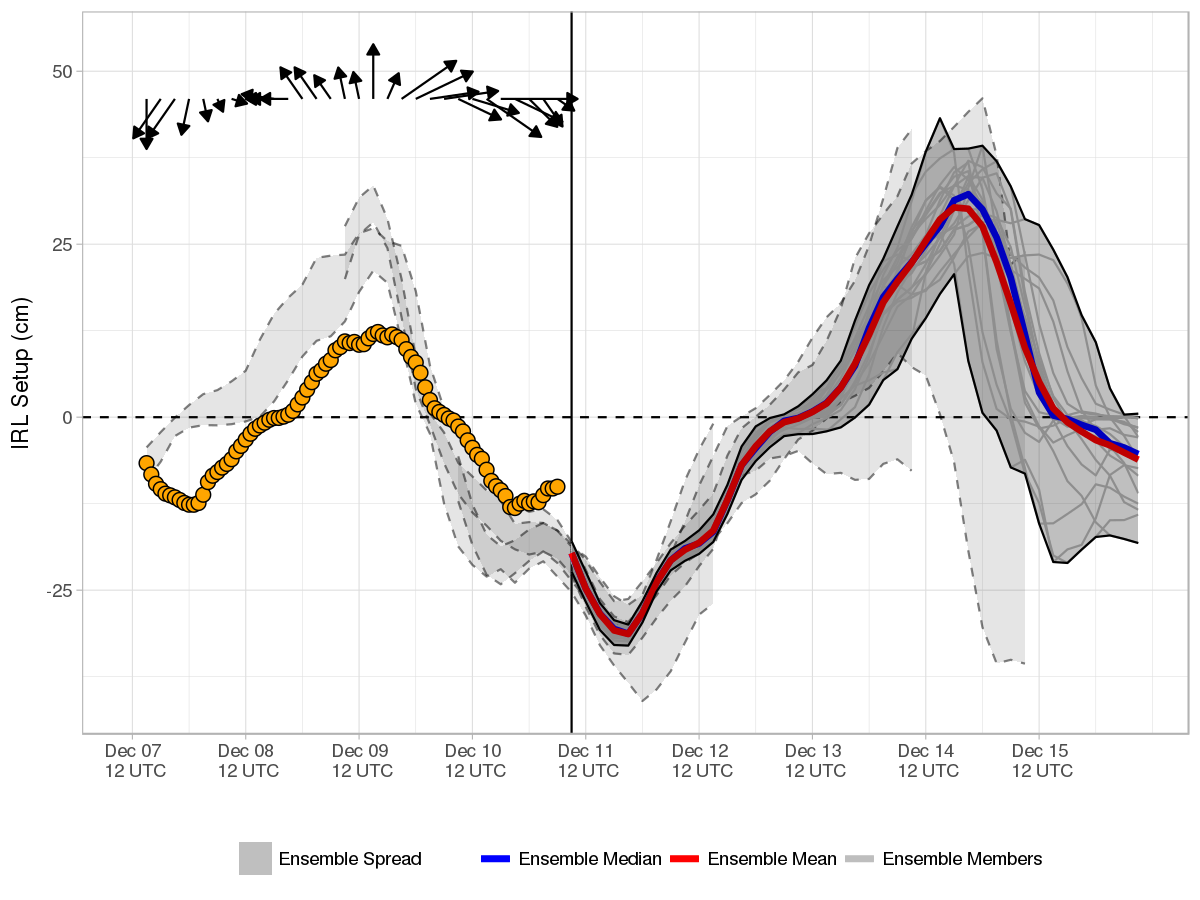 IRL Setup (cm)
50
25
0
-25
Dec 07 Dec 08 Dec 09 Dec 10 Dec 11 Dec 12 Dec 13 Dec 14 Dec 15
12 UTC 12 UTC 12 UTC 12 UTC 12 UTC 12 UTC 12 UTC 12 UTC 12 UTC
Ensemble Spread Ensemble Median Ensemble Mean Ensemble Members